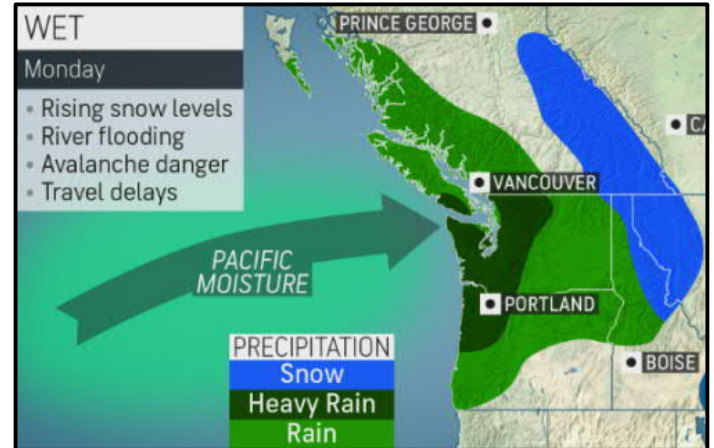 WET
Monday
• Rising snow levels
• River flooding
• Avalanche danger
• Travel delays
PRINCE GEORGE
CA
VANCOUVER
PACIFIC
MOISTURE
PORTLAND
BOISE
PRECIPITATION
Snow
Heavy Rain
Rain